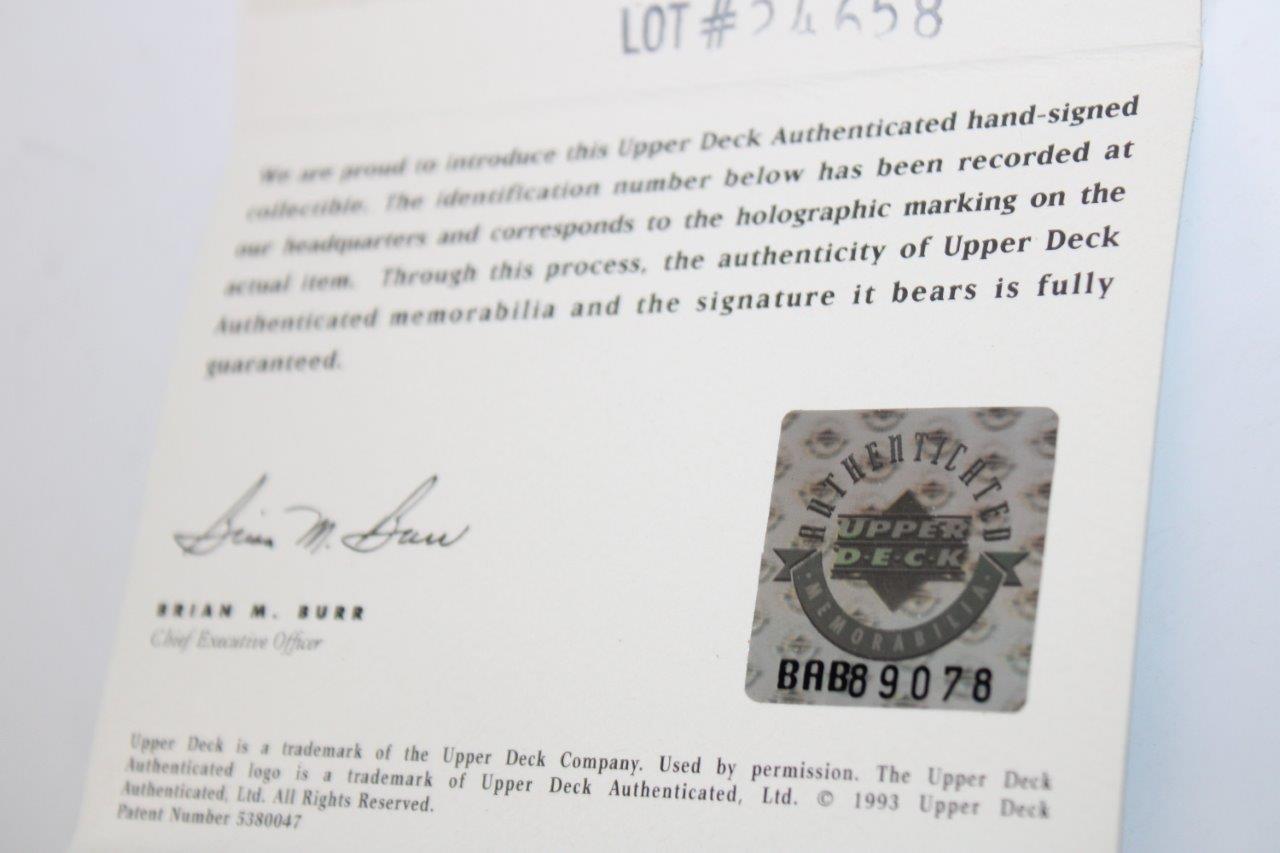 LOT #24658
We are proud to introduce this Upper Deck Authenticated hand-signed
collectible. The identification number below has been recorded at
our headquarters and corresponds to the holographic marking on the
actual item. Through this process, the authenticity of Upper Deck
Authenticated memorabilia and the signature it bears is fully
guaranteed.
Brian M. Burr
BRIAN M. BURR
Chief Executive Officer
AUTHENTICATED
UPPER
D·E·C·K
MEMORABILIA
BAB89078
Upper Deck is a trademark of the Upper Deck Company. Used by permission. The Upper Deck
Authenticated logo is a trademark of Upper Deck Authenticated, Ltd. © 1993 Upper Deck
Authenticated, Ltd. All Rights Reserved.
Patent Number 5380047